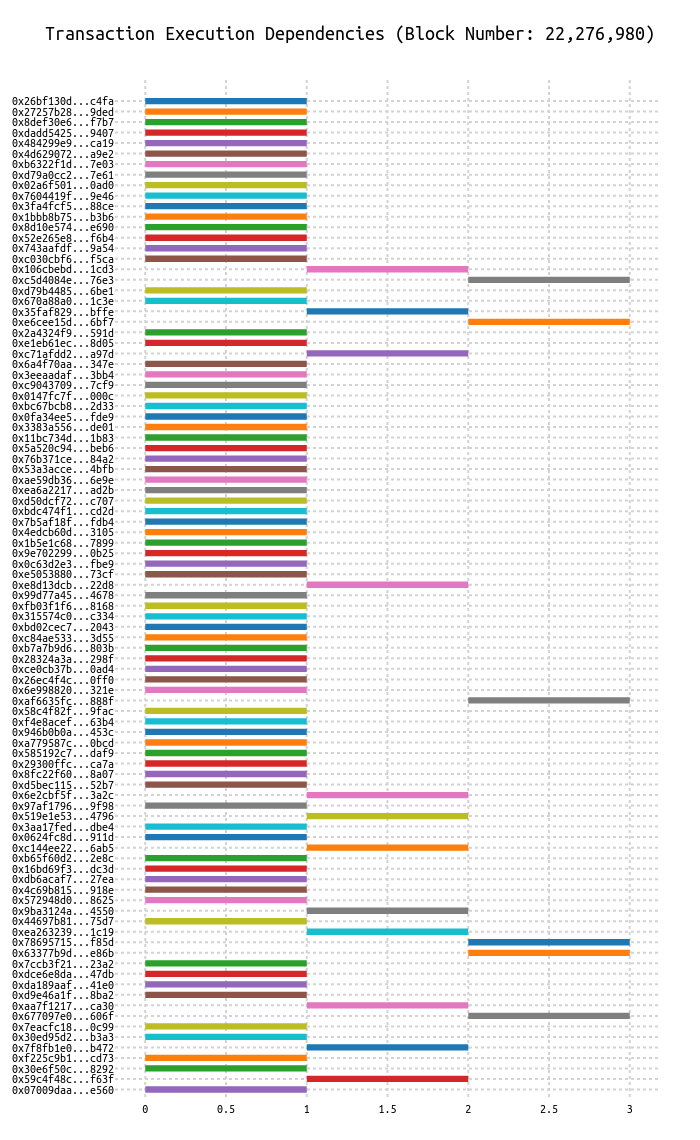 Transaction Execution Dependencies (Block Number: 22,276,980)
0x26bf130d...c4fa
0x27257b28...9ded
0x8def30e6...f7b7
0xdadd5425...9407
0x484299e9...ca19
0x4d629072...a9e2
0xb6322f1d...7e03
0xd79a0cc2...7e61
0x02a6f501...0ad0
0x7604419f...9e46
0x3fa4fcf5...88ce
0x1bbb8b75...b3b6
0x8d10e574...e690
0x52e265e8...f6b4
0x743aafdf...9a54
0xc030cbf6...f5ca
0x106cbebd...1cd3
0xc5d4084e...76e3
0xd79b4485...6be1
0x670a88a0...1c3e
0x35faf829...bffe
0xe6cee15d...6bf7
0x2a4324f9...591d
0xe1eb61ec...8d05
0xc71afdd2...a97d
0x6a4f70aa...347e
0x3eeaadaf...3bb4
0xc9043709...7cf9
0x0147fc7f...000c
0xbc67bcb8...2d33
0x0fa34ee5...fde9
0x3383a556...de01
0x11bc734d...1b83
0x5a520c94...beb6
0x76b371ce...84a2
0x53a3acce...4bfb
0xae59db36...6e9e
0xea6a2217...ad2b
0xd50dcf72...c707
0xbdc474f1...cd2d
0x7b5af18f...fdb4
0x4edcb60d...3105
0x1b5e1c68...7899
0x9e702299...0b25
0x0c63d2e3...fbe9
0xe5053880...73cf
0xe8d13dcb...22d8
0x99d77a45...4678
0xfb03f1f6...8168
0x315574c0...c334
0xbd02cec7...2043
0xc84ae533...3d55
0xb7a7b9d6...803b
0x28324a3a...298f
0xce0cb37b...0ad4
0x26ec4f4c...0ff0
0x6e998820...321e
0xaf6635fc...888f
0x58c4f82f...9fac
0xf4e8acef...63b4
0x946b0b0a...453c
0xa779587c...0bcd
0x585192c7...daf9
0x29300ffc...ca7a
0x8fc22f60...8a07
0xd5bec115...52b7
0x6e2cbf5f...3a2c
0x97af1796...9f98
0x519e1e53...4796
0x3aa17fed...dbe4
0x0624fc8d...911d
0xc144ee22...6ab5
0xb65f60d2...2e8c
0x16bd69f3...dc3d
0xdb6acaf7...27ea
0x4c69b815...918e
0x572948d0...8625
0x9ba3124a...4550
0x44697b81...75d7
0xea263239...1c19
0x78695715...f85d
0x63377b9d...e86b
0x7ccb3f21...23a2
0xdce6e8da...47db
0xda189aaf...41e0
0xd9e46a1f...8ba2
0xaa7f1217...ca30
0x677097e0...606f
0x7eacfc18...0c99
0x30ed95d2...b3a3
0x7f8fb1e0...b472
0xf225c9b1...cd73
0x30e6f50c...8292
0x59c4f48c...f63f
0x07009daa...e560
0 0.5 1 1.5 2 2.5 3